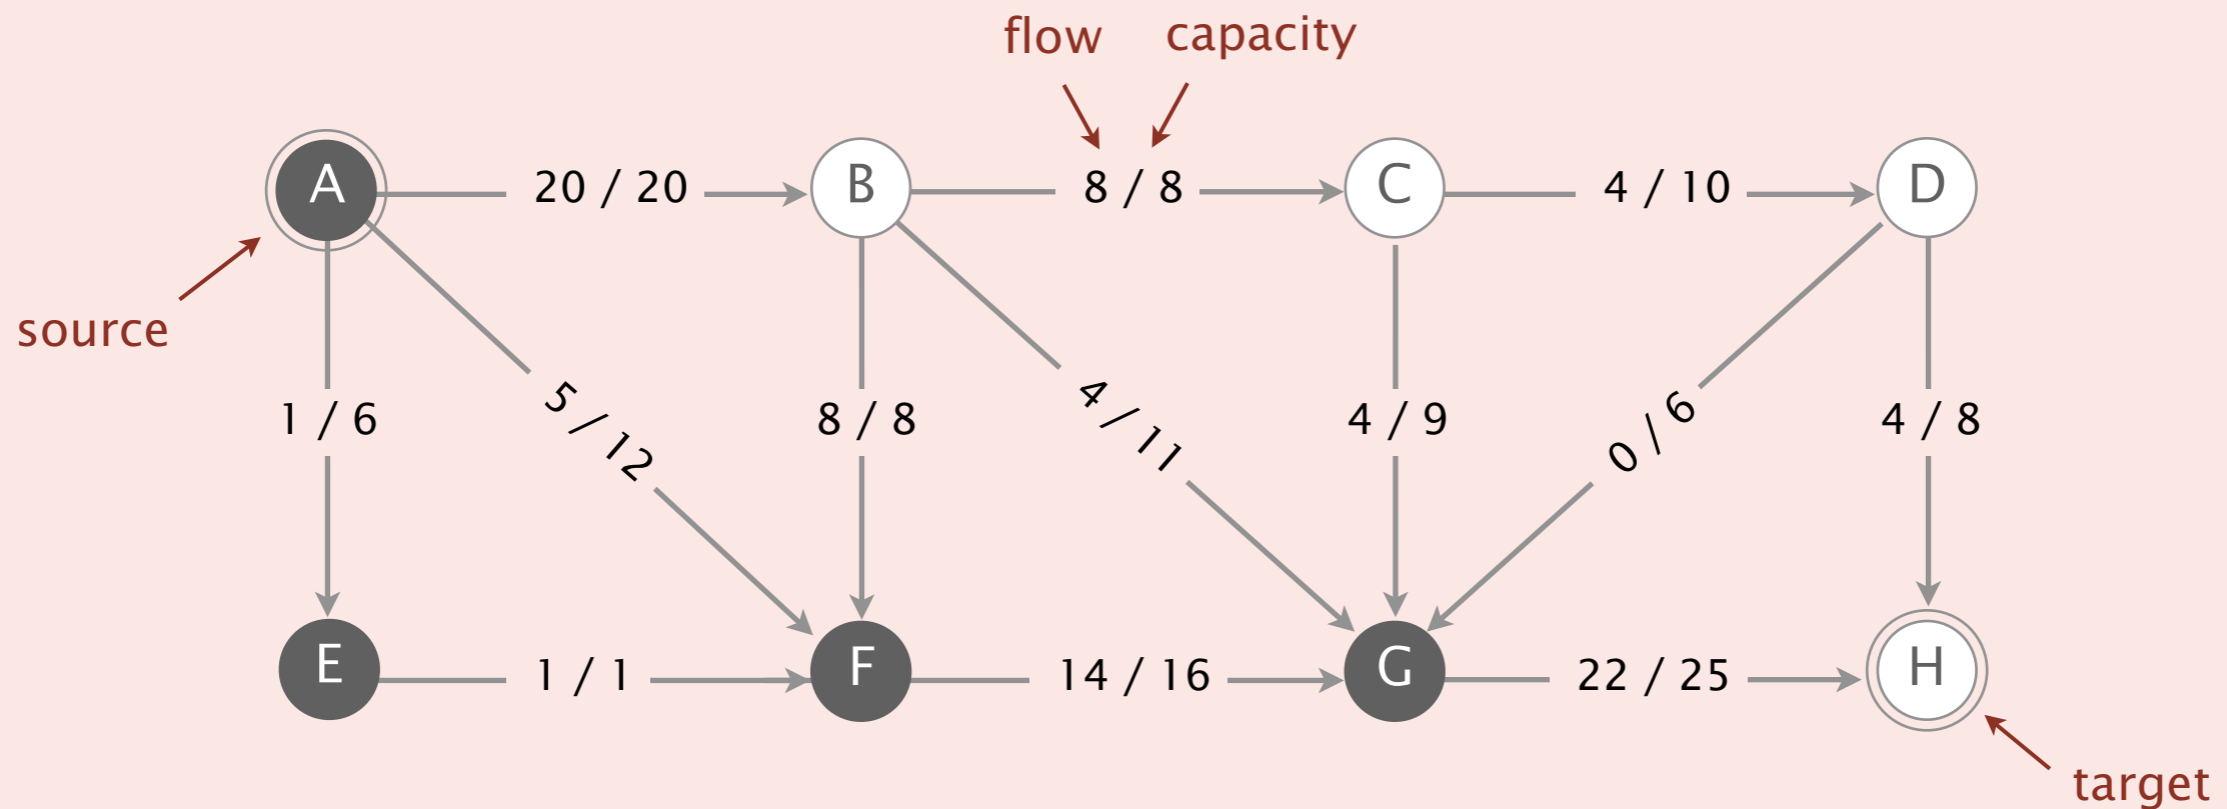 flow
capacity
A
20 / 20
B
8 / 8
C
4 / 10
D
source
1 / 6
5 / 12
8 / 8
4 / 11
4 / 9
0 / 6
4 / 8
E
1 / 1
F
14 / 16
G
22 / 25
H
target